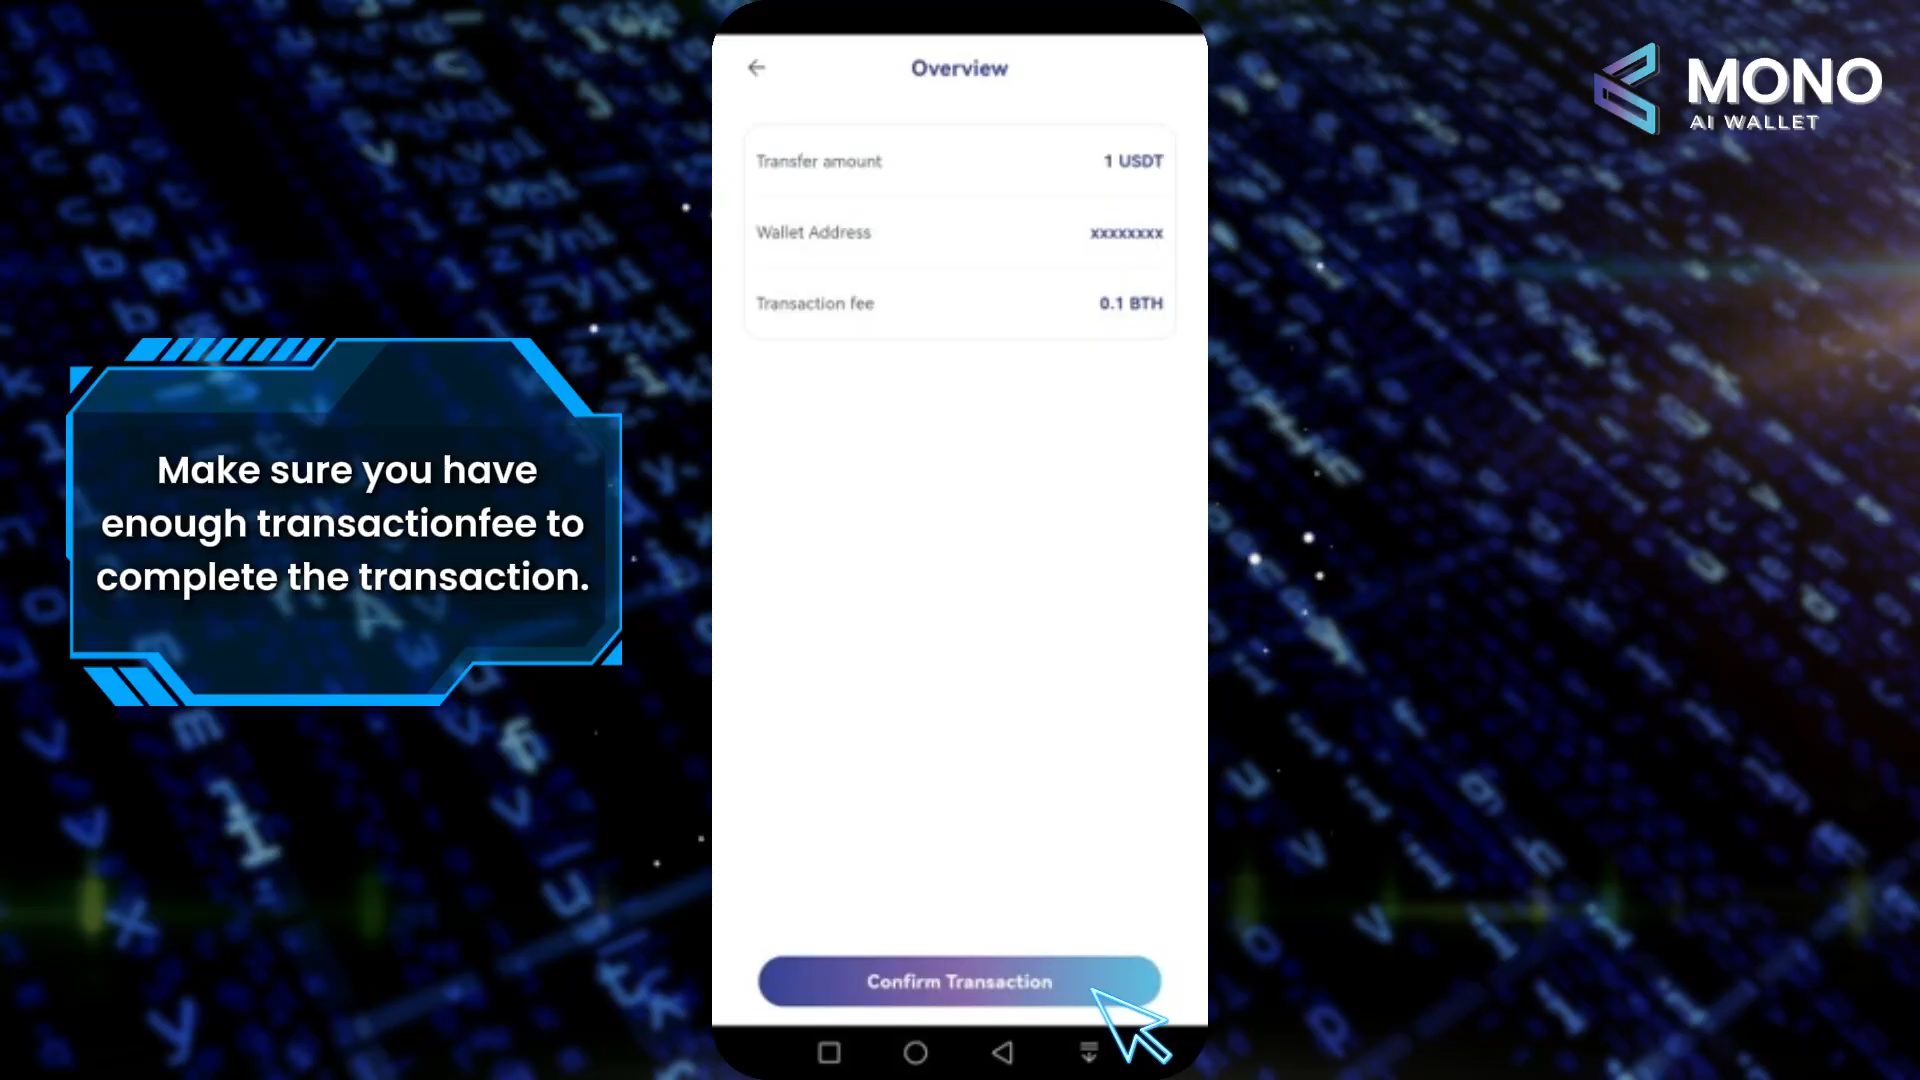 MONO
AI WALLET
Overview
Transfer amount 1 USDT
Wallet Address xxxxxxxx
Transaction fee 0.1 BTH
Make sure you have
enough transactionfee to
complete the transaction.
Confirm Transaction